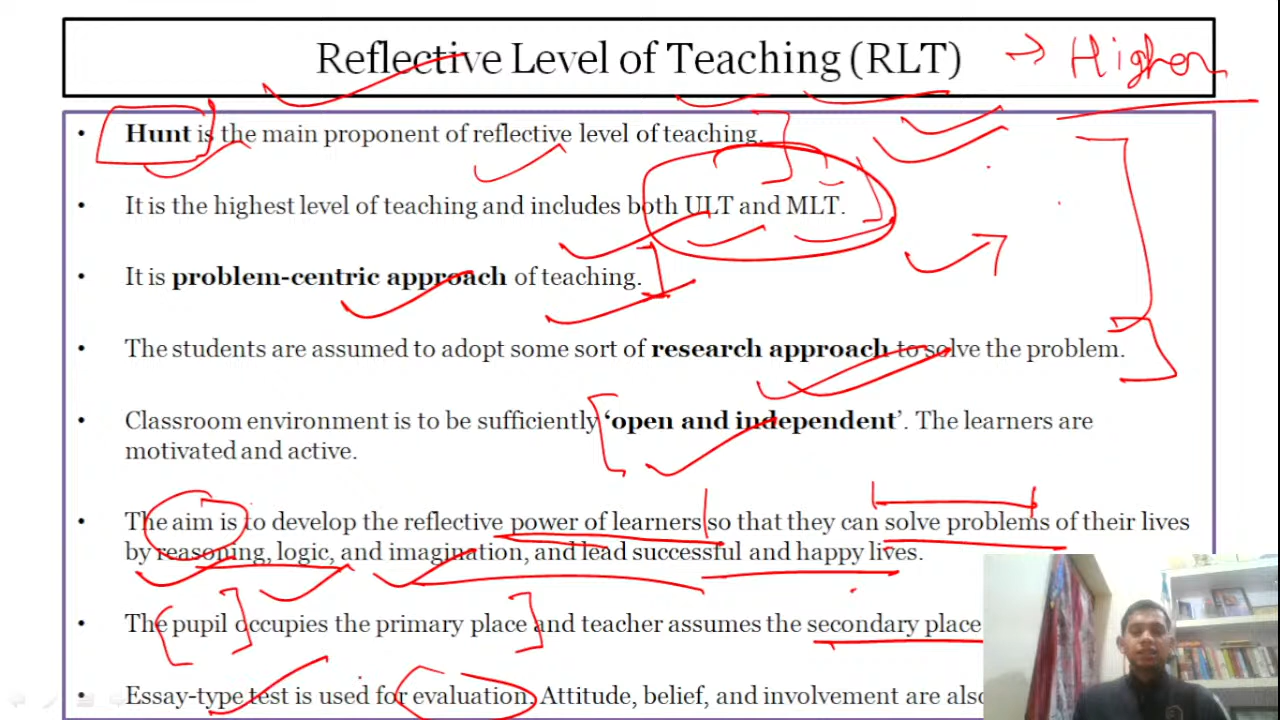 Reflective Level of Teaching (RLT) → Higher
• Hunt is the main proponent of reflective level of teaching.
• It is the highest level of teaching and includes both ULT and MLT.
• It is problem-centric approach of teaching.
• The students are assumed to adopt some sort of research approach to solve the problem.
• Classroom environment is to be sufficiently ‘open and independent’. The learners are
motivated and active.
• The aim is to develop the reflective power of learners so that they can solve problems of their lives
by reasoning, logic, and imagination, and lead successful and happy lives.
• The pupil occupies the primary place and teacher assumes the secondary place
• Essay-type test is used for evaluation. Attitude, belief, and involvement are also